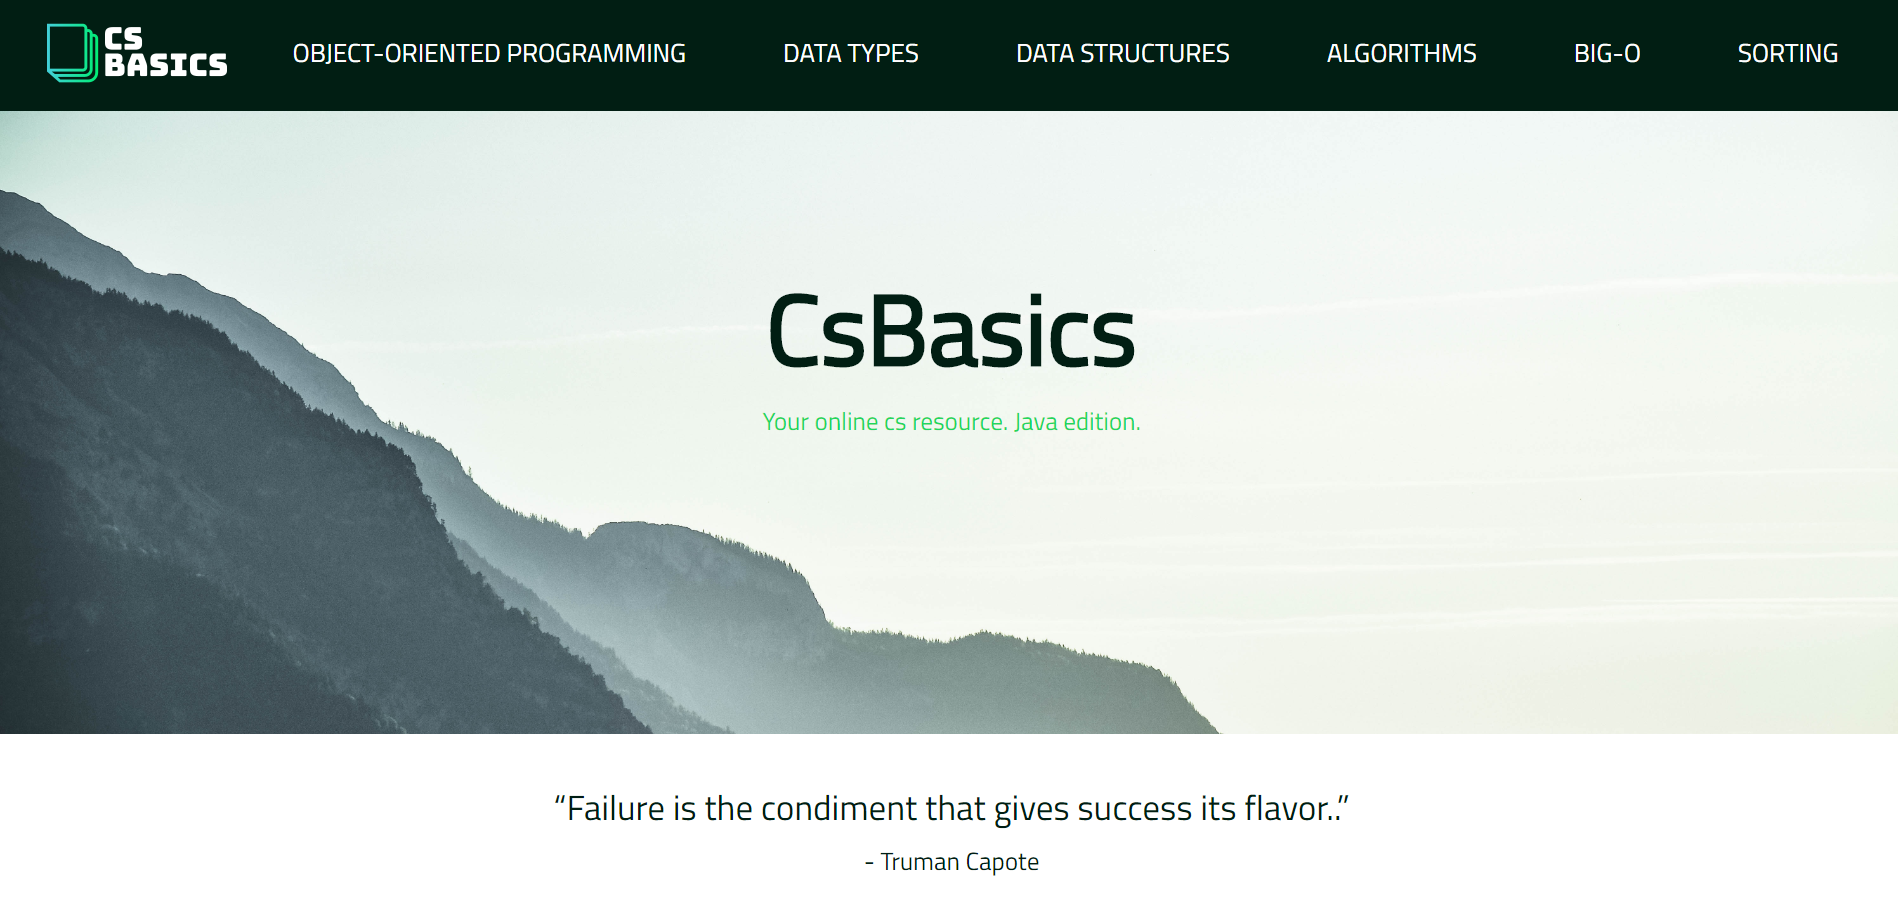 CS
BASICS
OBJECT-ORIENTED PROGRAMMING DATA TYPES DATA STRUCTURES ALGORITHMS BIG-O SORTING
CsBasics
Your online cs resource. Java edition.
“Failure is the condiment that gives success its flavor..”
- Truman Capote